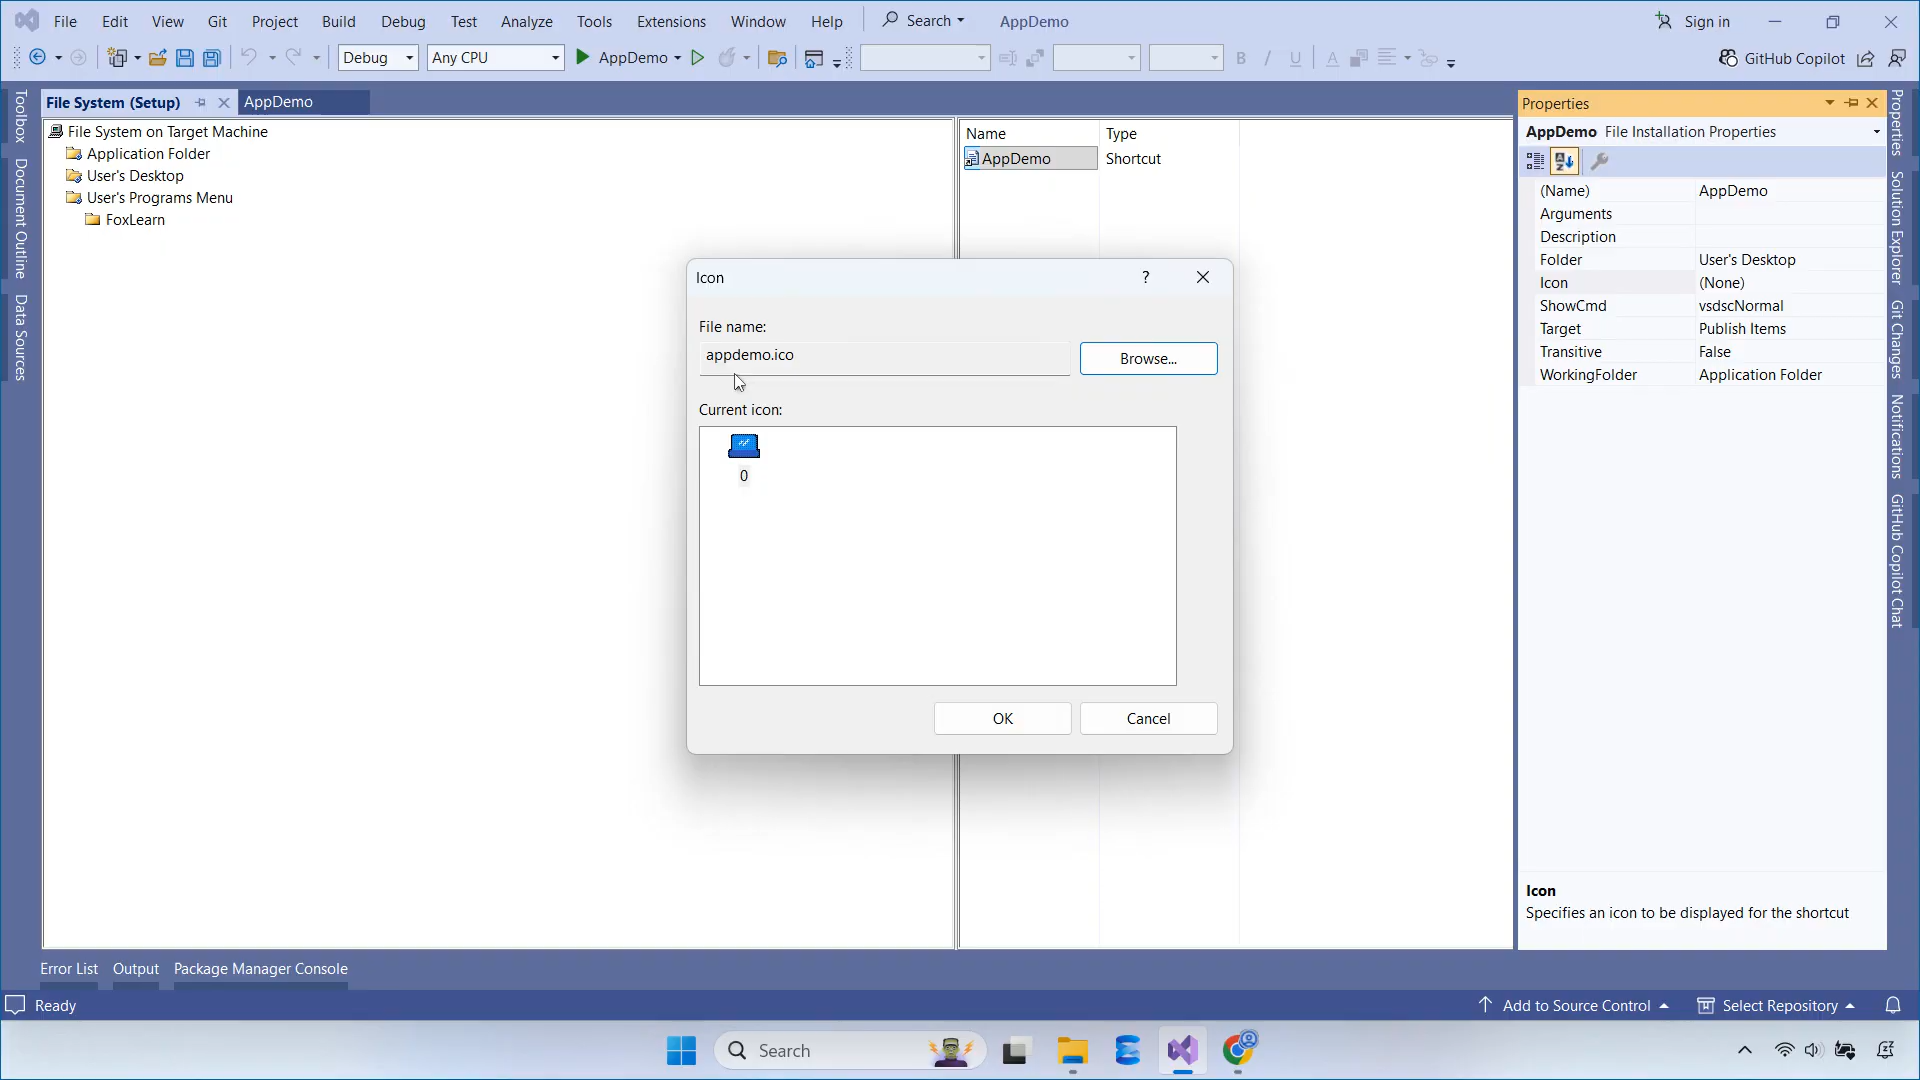 File Edit View Git Project Build Debug Test Analyze Tools Extensions Window Help Search AppDemo Sign in
Debug Any CPU AppDemo B I U A GitHub Copilot
Toolbox
Document Outline
Data Sources
File System (Setup) AppDemo
File System on Target Machine
Application Folder
User's Desktop
User's Programs Menu
FoxLearn
Name Type
AppDemo Shortcut
Icon ?
File name:
appdemo.ico
Browse...
Current icon:
0
OK Cancel
Properties
AppDemo File Installation Properties
(Name) AppDemo
Arguments
Description
Folder User's Desktop
Icon (None)
ShowCmd vsdscNormal
Target Publish Items
Transitive False
WorkingFolder Application Folder
Icon
Specifies an icon to be displayed for the shortcut
Properties
Solution Explorer
Git Changes
Notifications
GitHub Copilot Chat
Error List Output Package Manager Console
Ready Add to Source Control Select Repository
Search